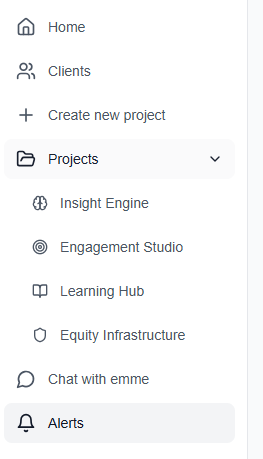 Home
Clients
Create new project
Projects
Insight Engine
Engagement Studio
Learning Hub
Equity Infrastructure
Chat with emme
Alerts